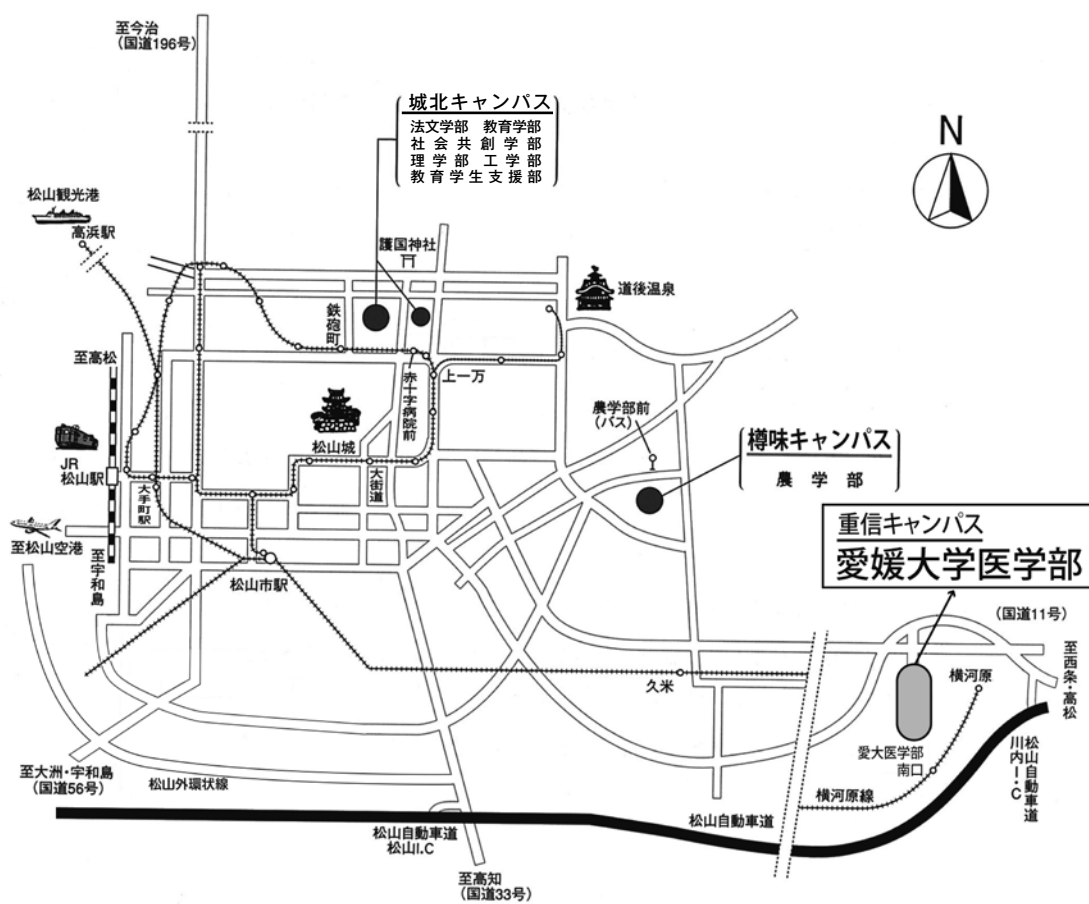 至今治
(国道196号)
城北キャンパス
法文学部 教育学部
社会共創学部
理学部 工学部
教育学生支援部
N
松山観光港
高浜駅
護国神社
道後温泉
鉄砲町
至高松
上一万
赤十字病院前
農学部前
(バス)
樽味キャンパス
農学部
松山城
JR
松山駅
大手町駅
大街道
重信キャンパス
愛媛大学医学部
至松山空港
至宇和島
松山市駅
(国道11号)
至西条・高松
久米
横河原
愛大医学部
南口
松山自動車道
川内I・C
至大洲・宇和島
(国道56号)
松山外環状線
横河原線
松山自動車道
松山自動車道
松山I.C
至高知
(国道33号)